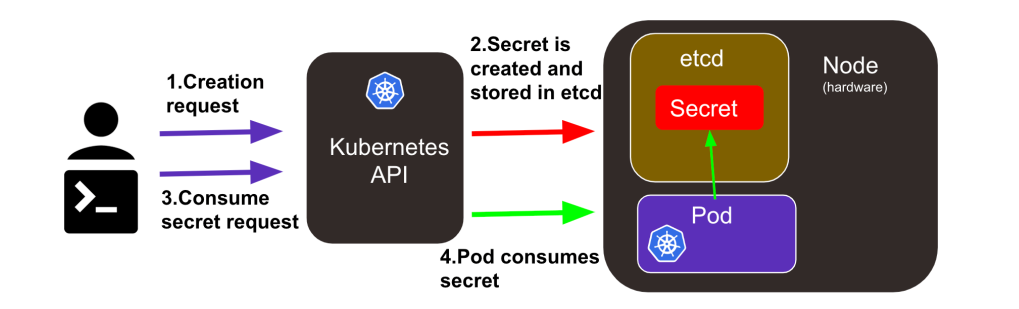 1.Creation
request
3.Consume
secret request
Kubernetes
API
2.Secret is
created and
stored in etcd
4.Pod consumes
secret
etcd
Secret
Pod
Node
(hardware)